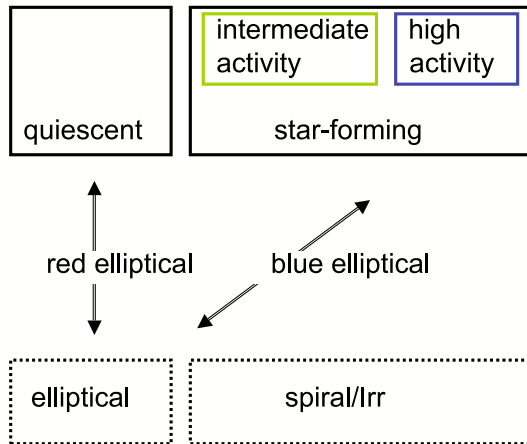 intermediate
activity
high
activity
quiescent
star-forming
red elliptical
blue elliptical
elliptical
spiral/Irr